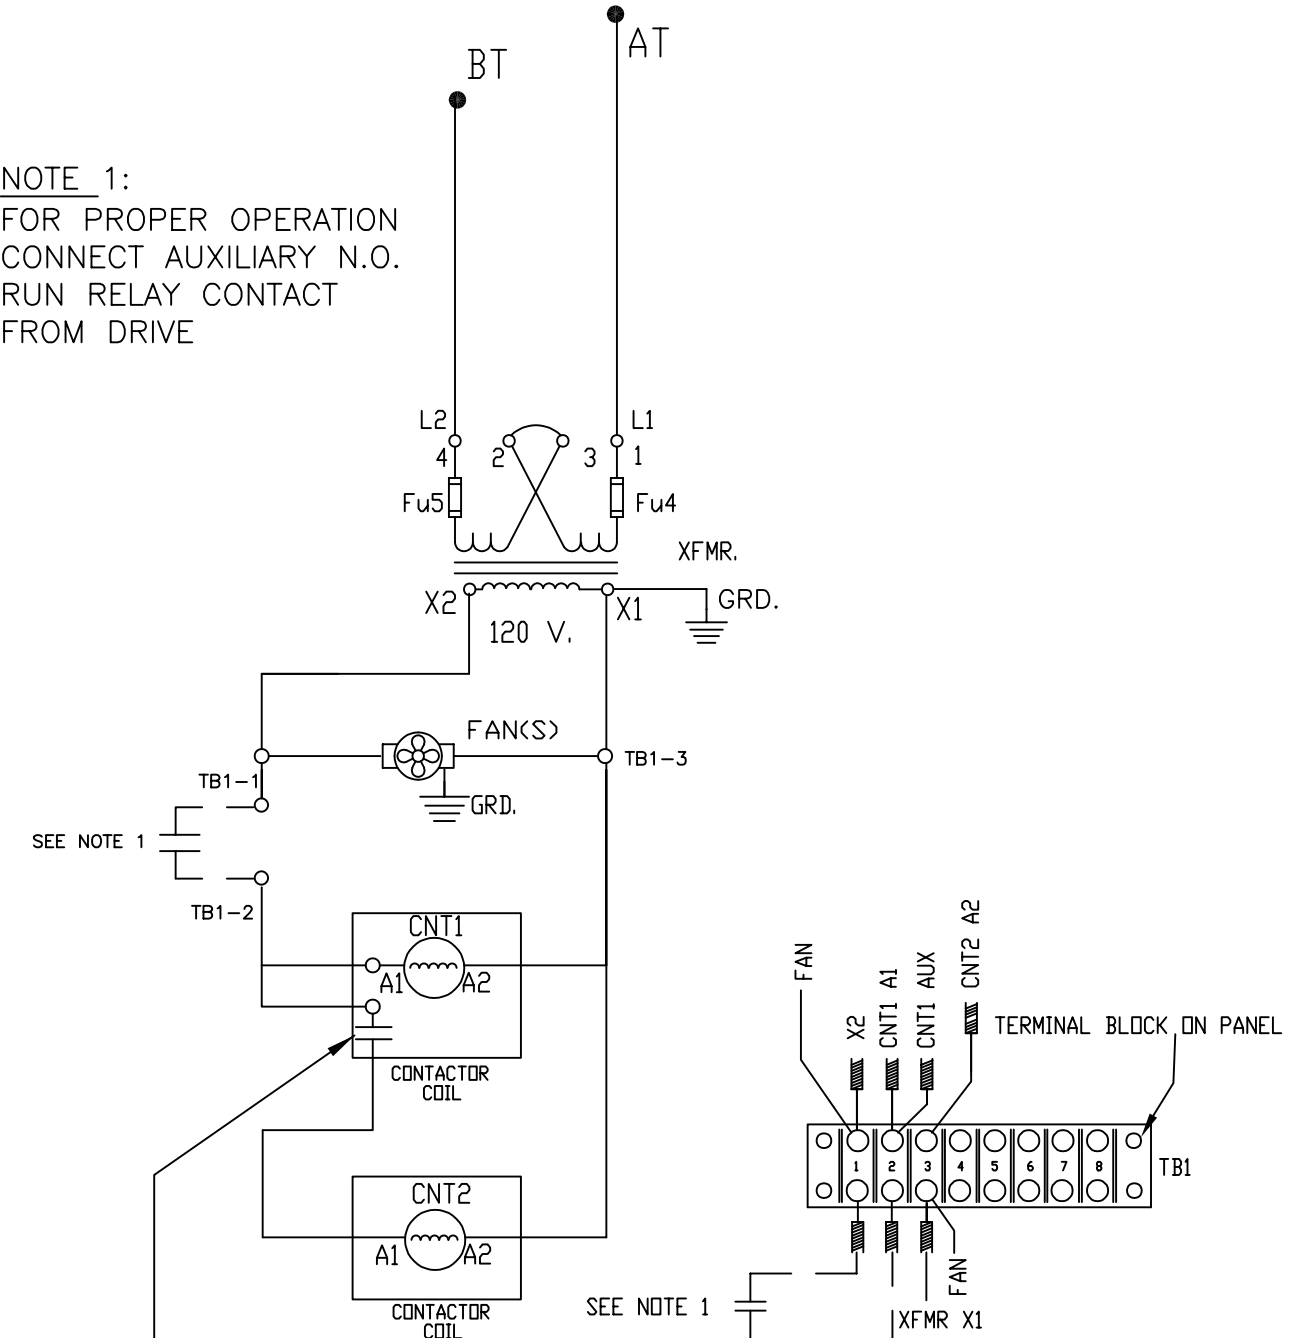 AT
BT
NOTE 1:
FOR PROPER OPERATION
CONNECT AUXILIARY N.O.
RUN RELAY CONTACT
FROM DRIVE
L2
L1
4
2
3
1
Fu5
Fu4
XFMR.
X2
X1
GRD.
120 V.
FAN(S)
TB1-3
TB1-1
GRD.
SEE NOTE 1
TB1-2
CNT1
A1
A2
CONTACTOR
COIL
CNT2
A1
A2
CONTACTOR
COIL
FAN
X2
CNT1 A1
CNT1 AUX
CNT2 A2
TERMINAL BLOCK ON PANEL
1 2 3 4 5 6 7 8
TB1
SEE NOTE 1
FAN
XFMR X1